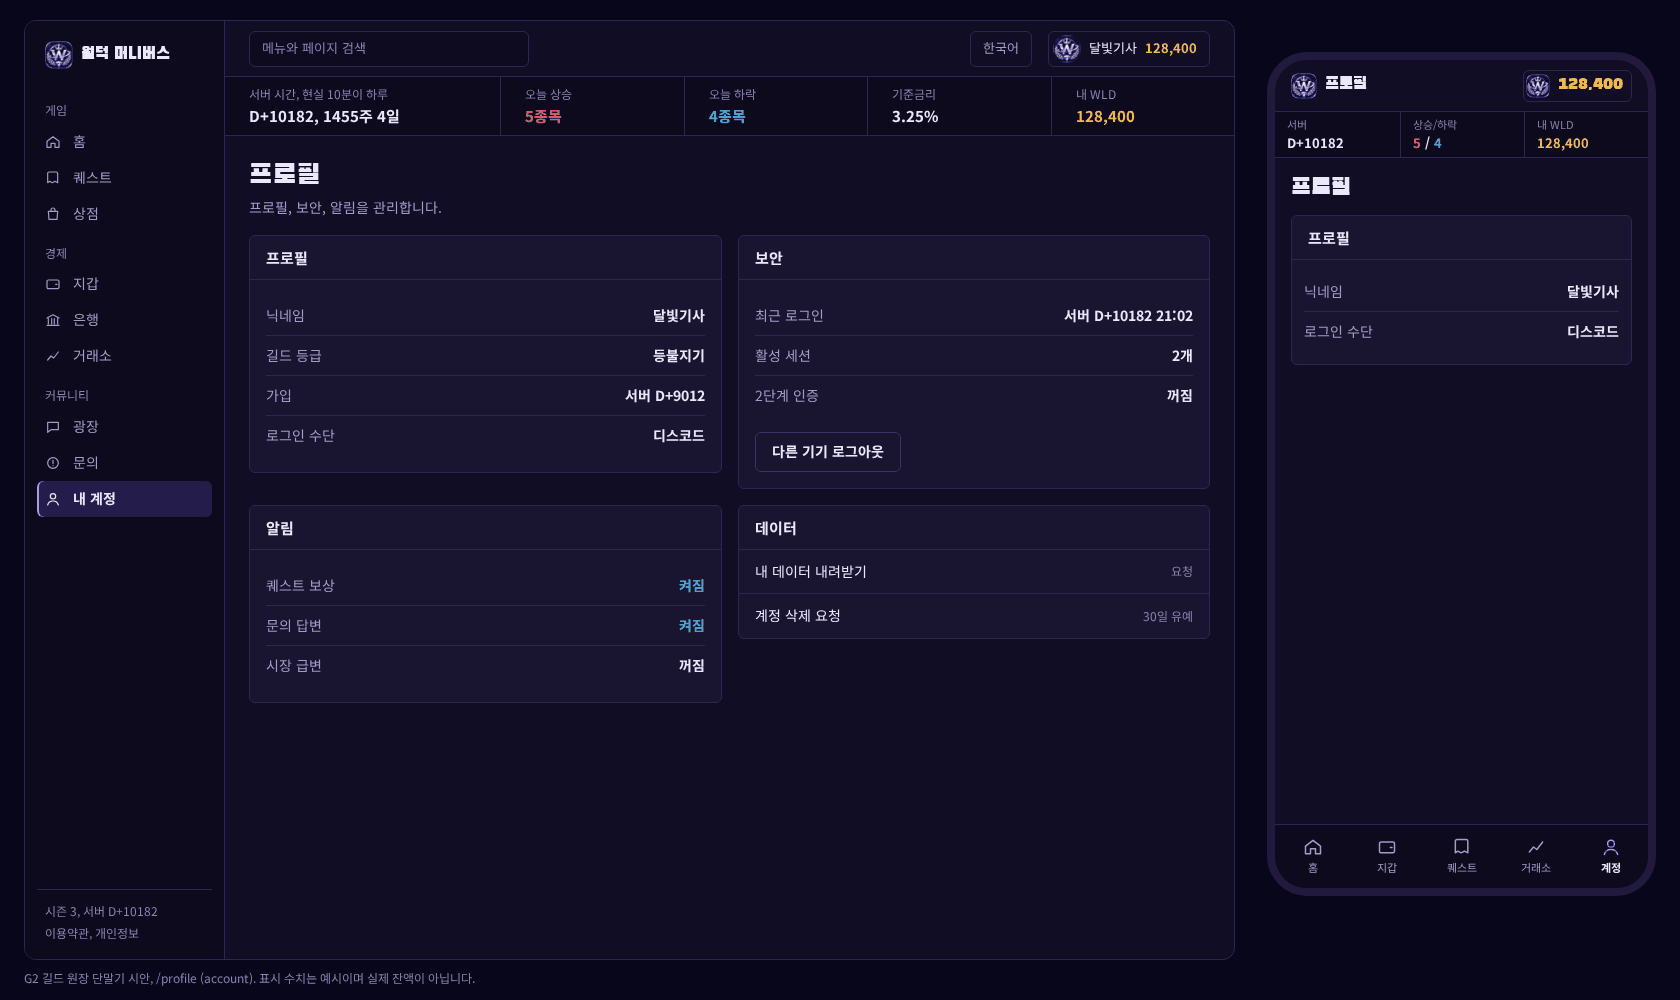 월덕 머니버스
게임
홈
퀘스트
상점
경제
지갑
은행
거래소
커뮤니티
광장
문의
내 계정
시즌 3, 서버 D+10182
이용약관, 개인정보
메뉴와 페이지 검색
한국어
달빛기사 128,400
서버 시간, 현실 10분이 하루
D+10182, 1455주 4일
오늘 상승
5종목
오늘 하락
4종목
기준금리
3.25%
내 WLD
128,400
프로필
프로필, 보안, 알림을 관리합니다.
프로필
닉네임 달빛기사
길드 등급 등불지기
가입 서버 D+9012
로그인 수단 디스코드
보안
최근 로그인 서버 D+10182 21:02
활성 세션 2개
2단계 인증 꺼짐
다른 기기 로그아웃
알림
퀘스트 보상 켜짐
문의 답변 켜짐
시장 급변 꺼짐
데이터
내 데이터 내려받기 요청
계정 삭제 요청 30일 유예
프로필
128,400
서버
D+10182
상승/하락
5 / 4
내 WLD
128,400
프로필
프로필
닉네임 달빛기사
로그인 수단 디스코드
홈
지갑
퀘스트
거래소
계정
G2 길드 원장 단말기 시안, /profile (account). 표시 수치는 예시이며 실제 잔액이 아닙니다.